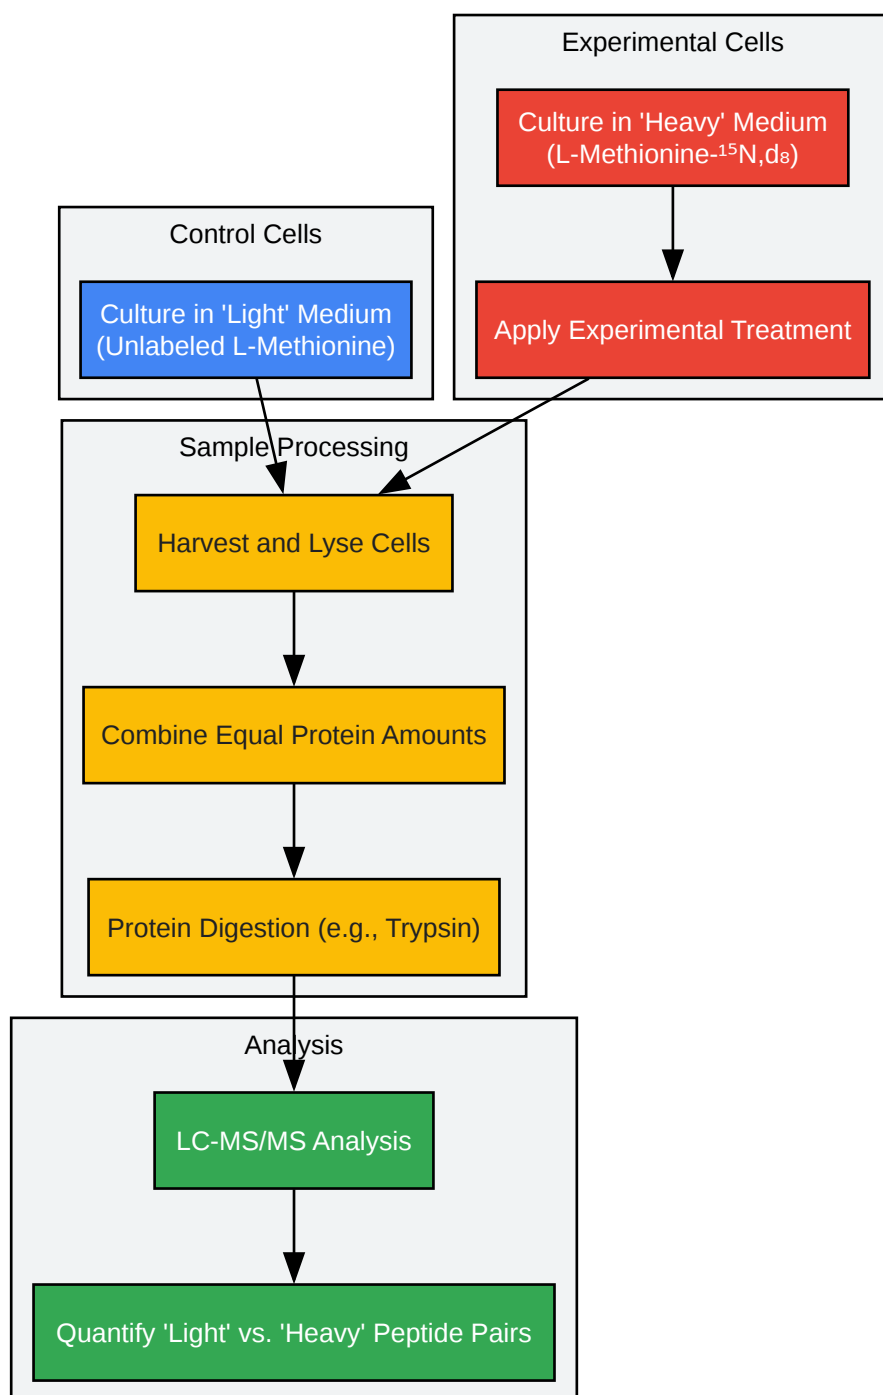 Experimental Cells
Culture in 'Heavy' Medium
(L-Methionine-¹⁵N,d₈)
Control Cells
Culture in 'Light' Medium
(Unlabeled L-Methionine)
Apply Experimental Treatment
Sample Processing
Harvest and Lyse Cells
Combine Equal Protein Amounts
Protein Digestion (e.g., Trypsin)
Analysis
LC-MS/MS Analysis
Quantify 'Light' vs. 'Heavy' Peptide Pairs